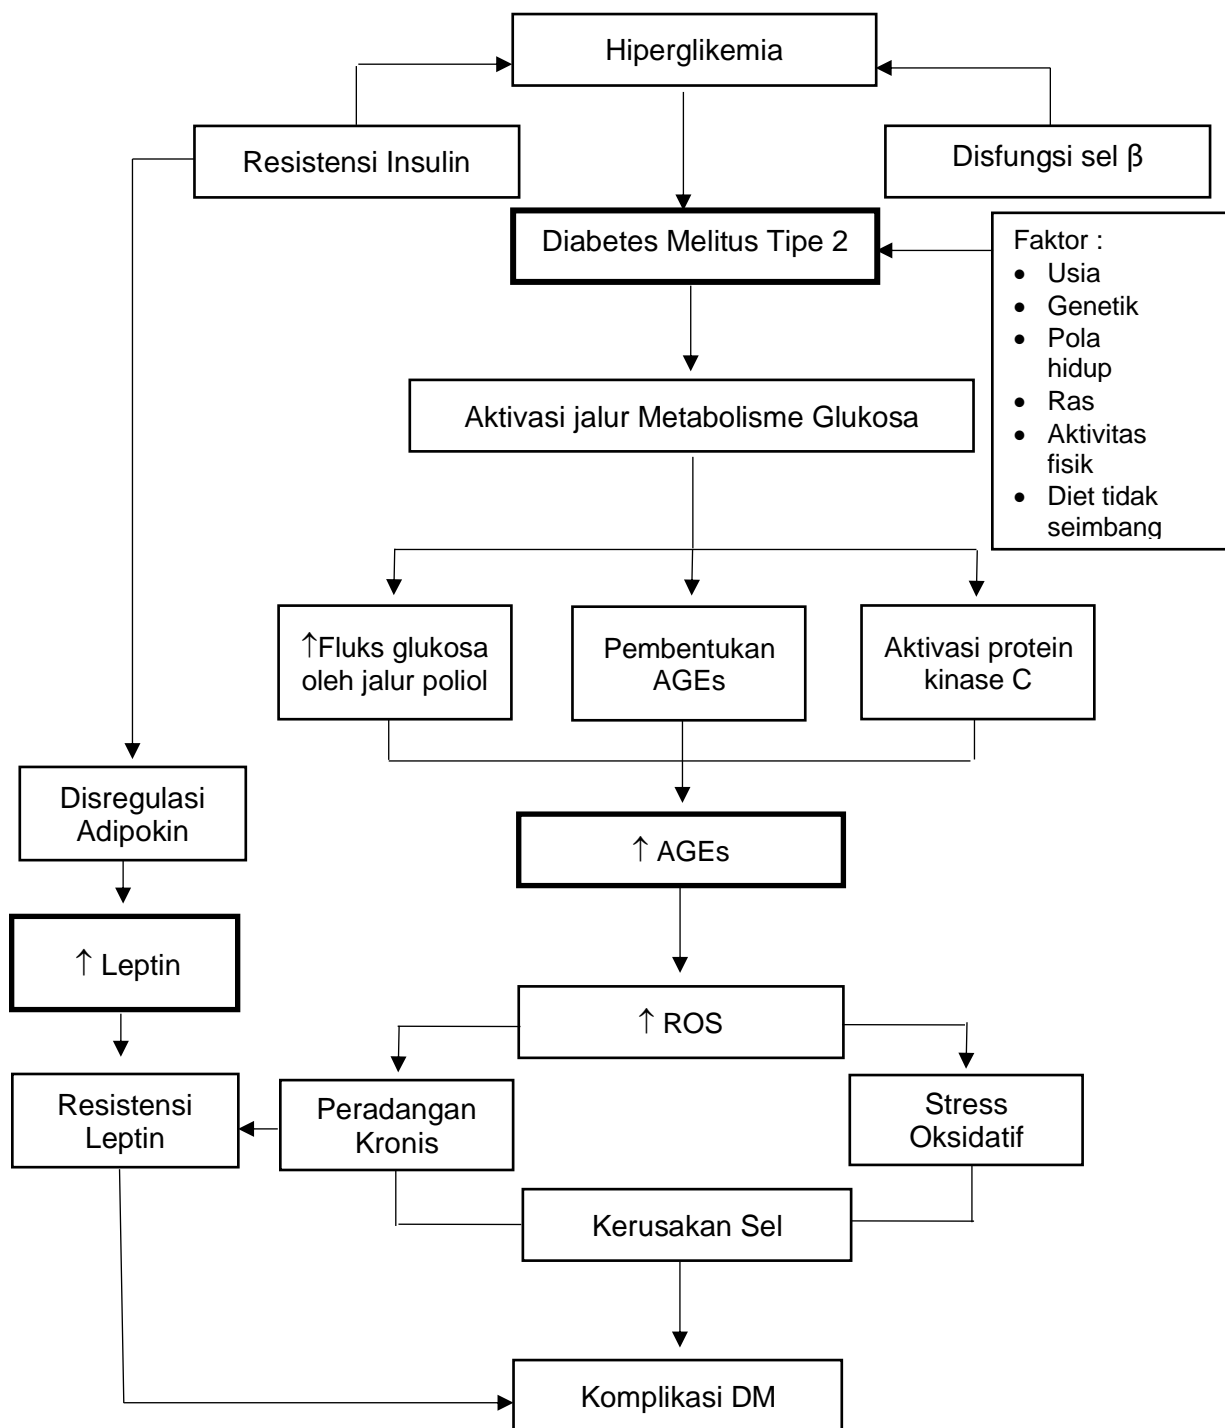 Hiperglikemia
Resistensi Insulin
Disfungsi sel β
Diabetes Melitus Tipe 2
Faktor :
• Usia
• Genetik
• Pola
hidup
• Ras
• Aktivitas
fisik
• Diet tidak
seimbang
Aktivasi jalur Metabolisme Glukosa
↑Fluks glukosa
oleh jalur poliol
Pembentukan
AGEs
Aktivasi protein
kinase C
Disregulasi
Adipokin
↑ AGEs
↑ Leptin
↑ ROS
Resistensi
Leptin
Peradangan
Kronis
Stress
Oksidatif
Kerusakan Sel
Komplikasi DM